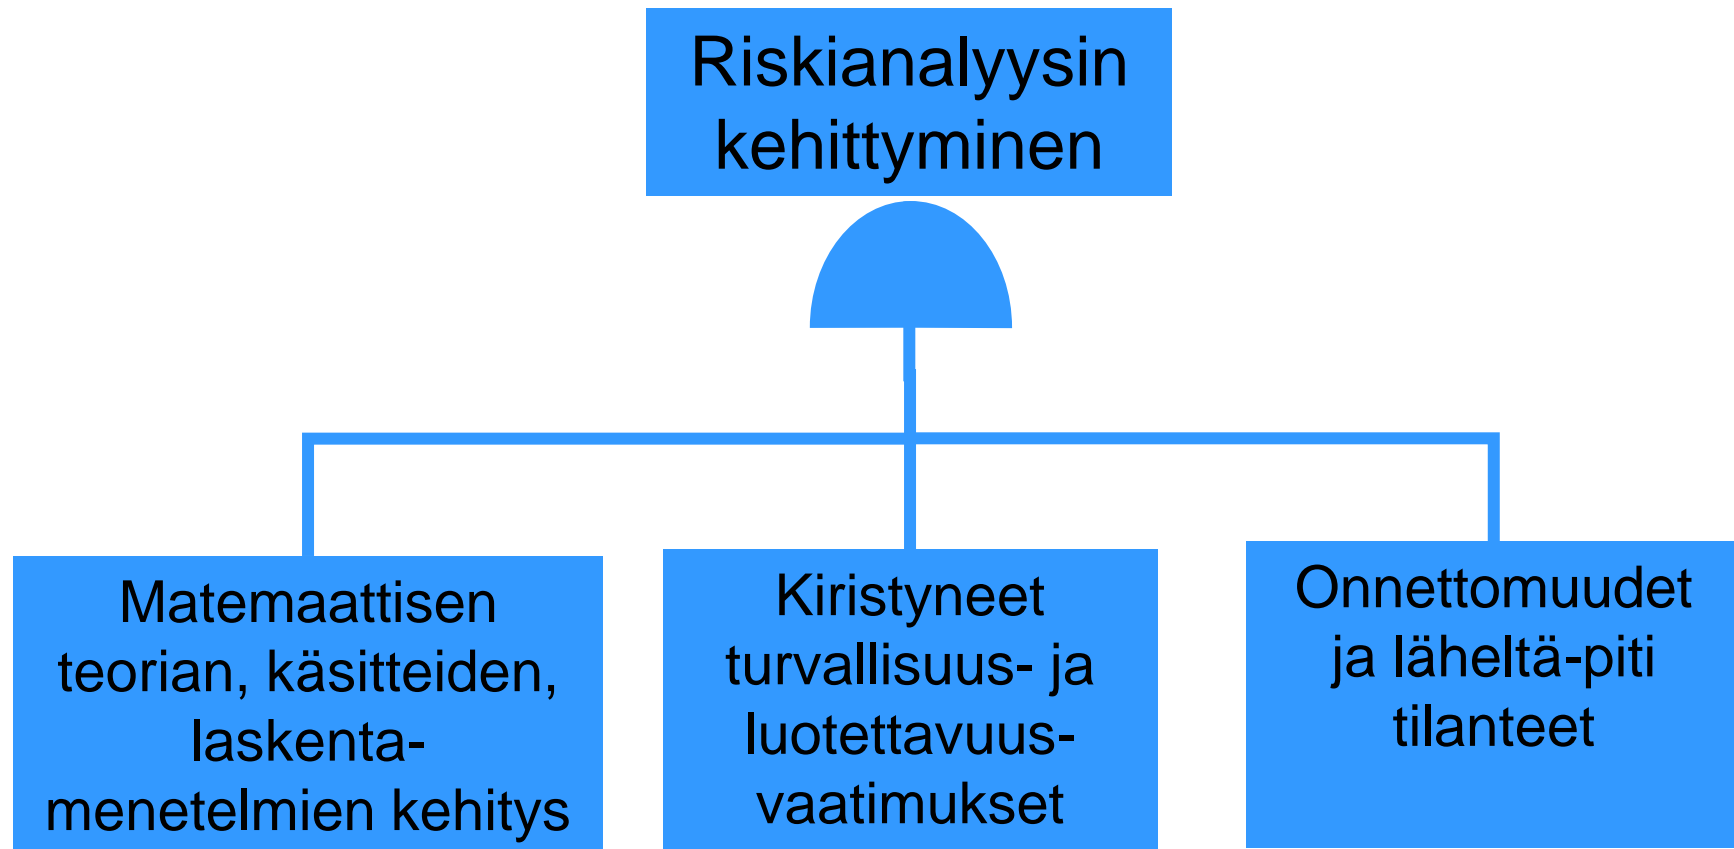 Riskianalyysin
kehittyminen
Matemaattisen
teorian, käsitteiden,
laskenta-
menetelmien kehitys
Kiristyneet
turvallisuus- ja
luotettavuus-
vaatimukset
Onnettomuudet
ja läheltä-piti
tilanteet